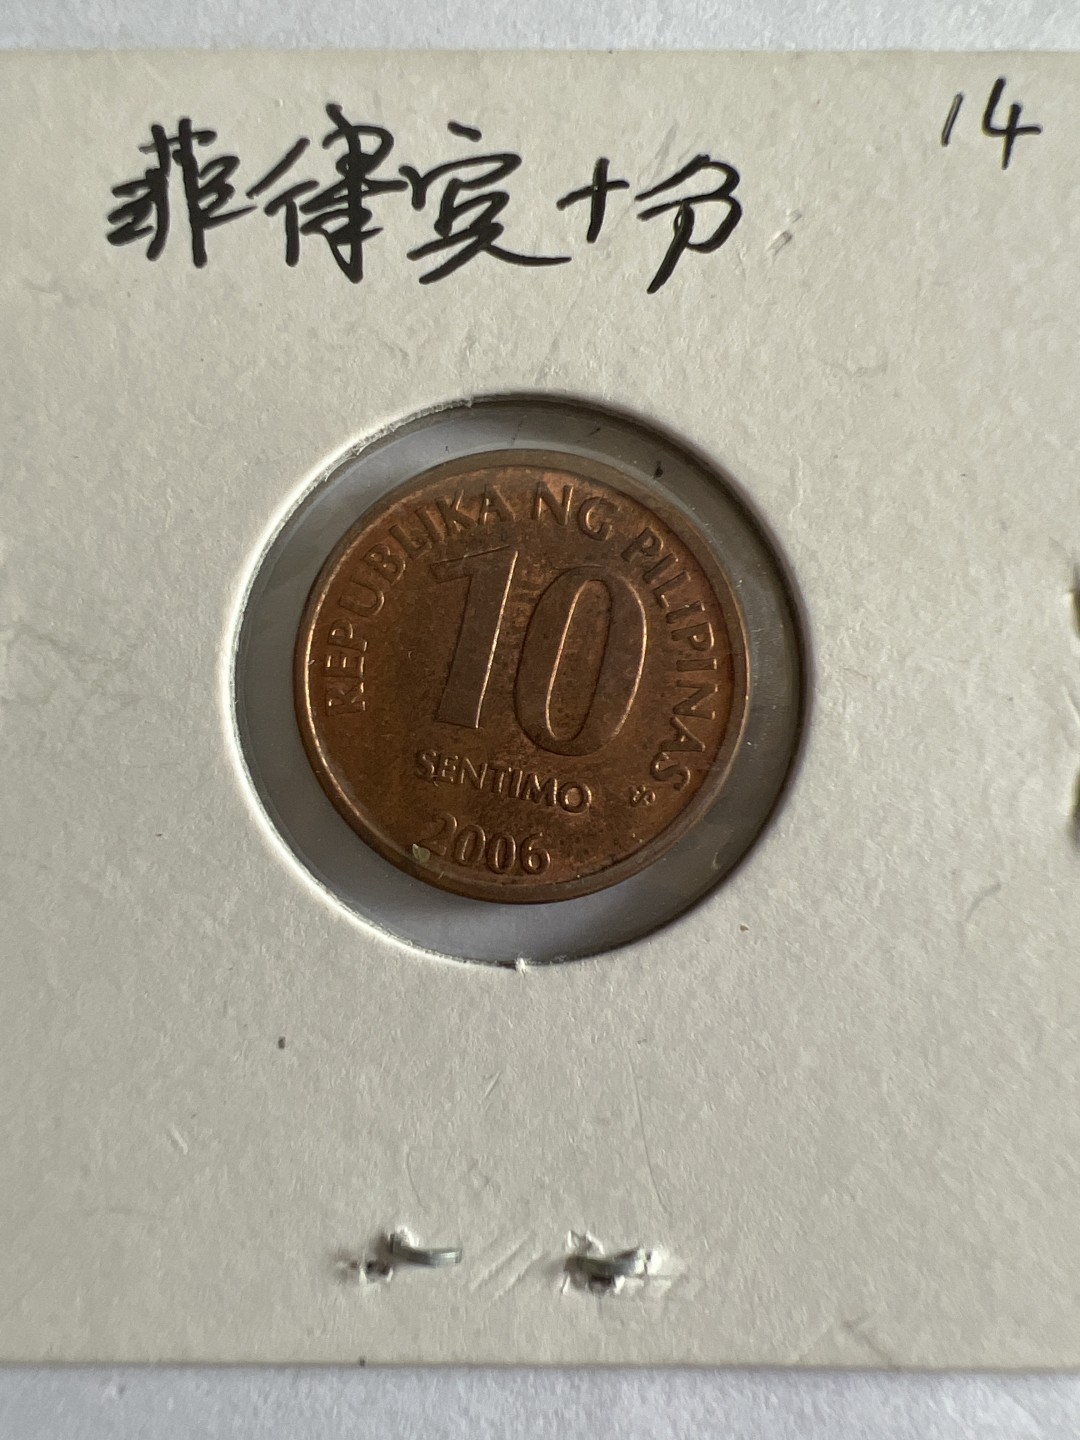 14
菲律宾十分
REPUBLIKA NG PILIPINAS
10
SENTIMO
2006